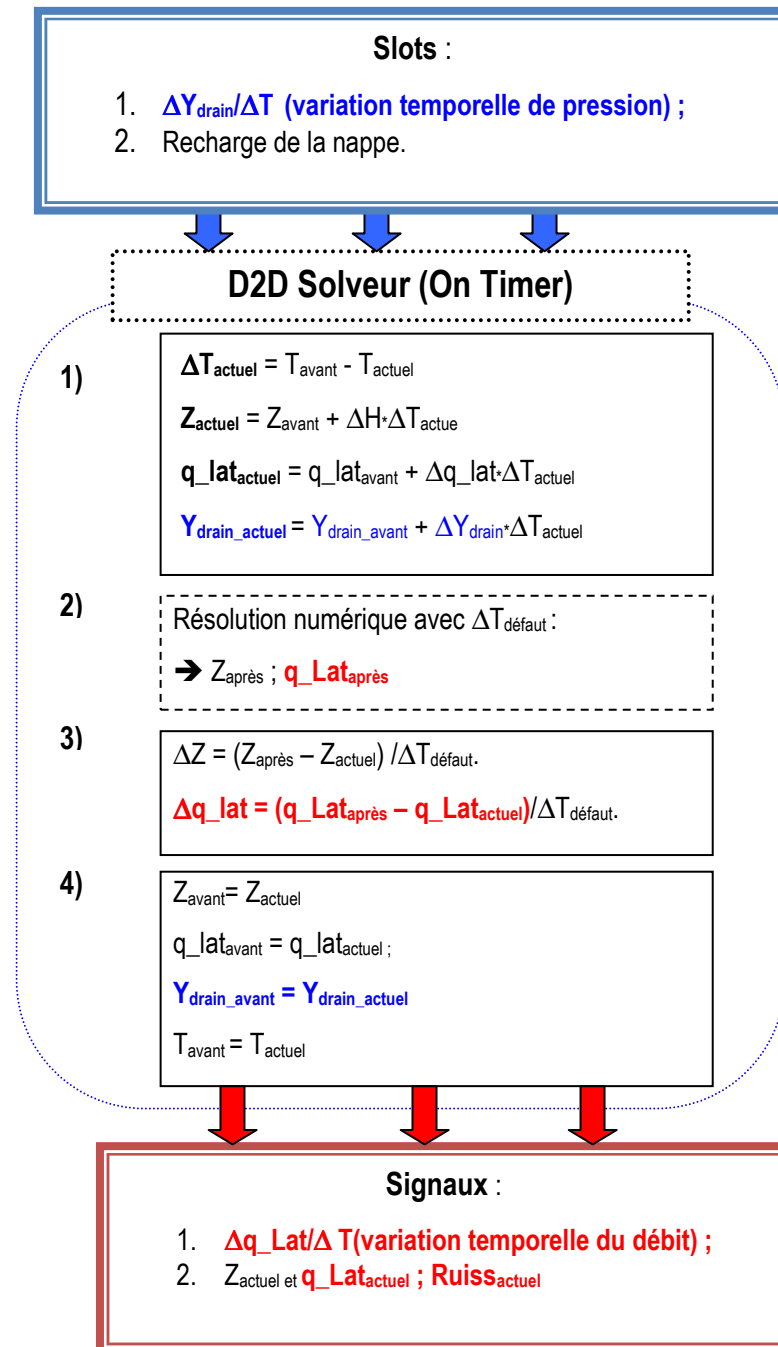 Slots :
1. ΔYdrain/ΔT (variation temporelle de pression) ;
2. Recharge de la nappe.
D2D Solveur (On Timer)
1)
ΔTactuel = Tavant - Tactuel
Zactuel = Zavant + ΔH*ΔTactue
q_latactuel = q_latavant + Δq_lat*ΔTactuel
Ydrain_actuel = Ydrain_avant + ΔYdrain*ΔTactuel
2)
Résolution numérique avec ΔTdéfaut :
➔ Zaprès ; q_Lataprès
3)
ΔZ = (Zaprès – Zactuel) /ΔTdéfaut.
Δq_lat = (q_Lataprès – q_Latactuel)/ΔTdéfaut.
4)
Zavant= Zactuel
q_latavant = q_latactuel ;
Ydrain_avant = Ydrain_actuel
Tavant = Tactuel
Signaux :
1. Δq_Lat/Δ T(variation temporelle du débit) ;
2. Zactuel et q_Latactuel ; Ruissactuel